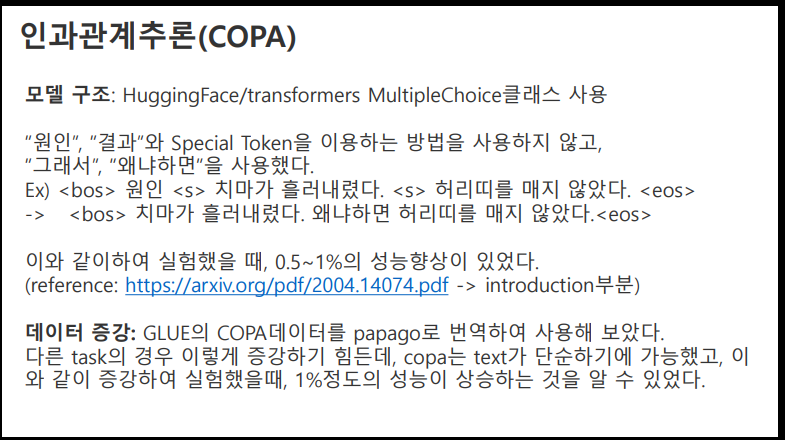 인과관계추론(COPA)
모델 구조: HuggingFace/transformers MultipleChoice클래스 사용
“원인”, “결과”와 Special Token을 이용하는 방법을 사용하지 않고,
“그래서”, “왜냐하면”을 사용했다.
Ex) <bos> 원인 <s> 치마가 흘러내렸다. <s> 허리띠를 매지 않았다. <eos>
-> <bos> 치마가 흘러내렸다. 왜냐하면 허리띠를 매지 않았다.<eos>
이와 같이하여 실험했을 때, 0.5~1%의 성능향상이 있었다.
(reference: https://arxiv.org/pdf/2004.14074.pdf -> introduction부분)
데이터 증강: GLUE의 COPA데이터를 papago로 번역하여 사용해 보았다.
다른 task의 경우 이렇게 증강하기 힘든데, copa는 text가 단순하기에 가능했고, 이
와 같이 증강하여 실험했을때, 1%정도의 성능이 상승하는 것을 알 수 있었다.